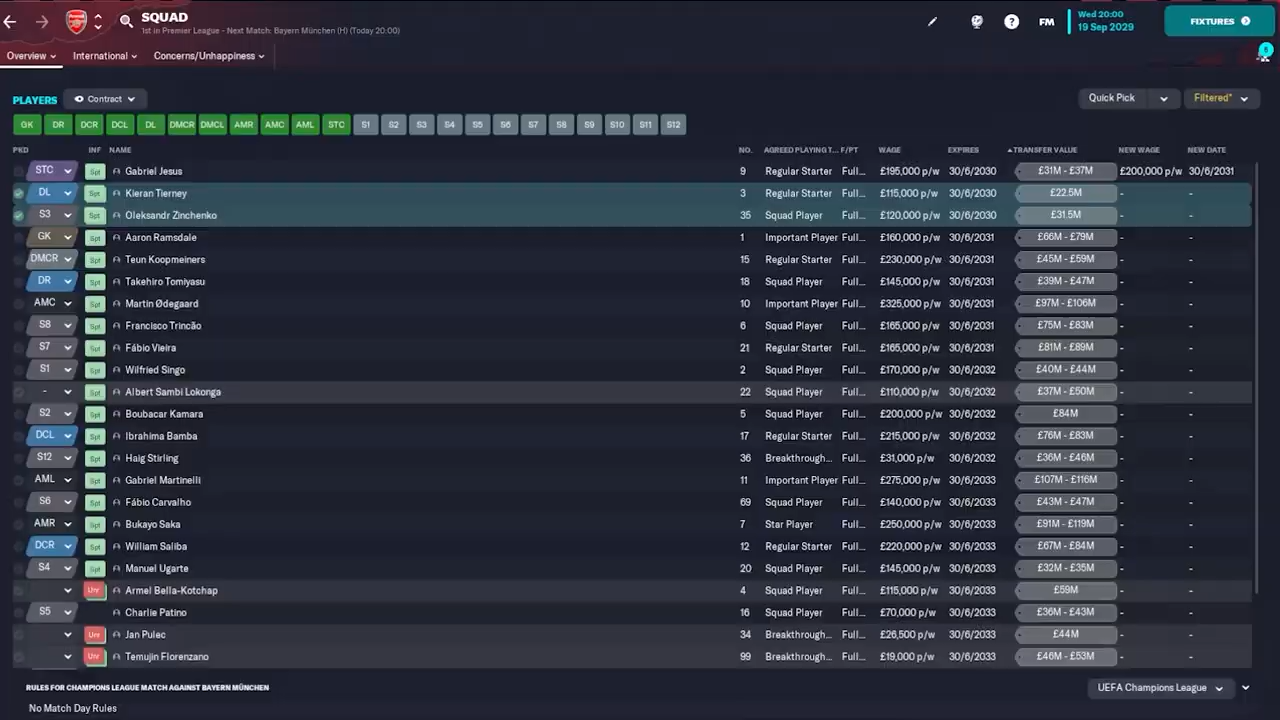 SQUAD
1st in Premier League - Next Match: Bayern München (H) (Today 20:00)
FM Wed 20:00 19 Sep 2029 FIXTURES
Overview International Concerns/Unhappiness 6
PLAYERS Contract Quick Pick Filtered*
GK DR DCR DCL DL DMCR DMCL AMR AMC AML STC S1 S2 S3 S4 S5 S6 S7 S8 S9 S10 S11 S12
PKD INF NAME NO. AGREED PLAYING T... F/PT WAGE EXPIRES TRANSFER VALUE NEW WAGE NEW DATE
STC Spt Gabriel Jesus 9 Regular Starter Full... £195,000 p/w 30/6/2030 £31M - £37M £200,000 p/w 30/6/2031
DL Spt Kieran Tierney 3 Regular Starter Full... £115,000 p/w 30/6/2030 £22.5M - -
S3 Spt Oleksandr Zinchenko 35 Squad Player Full... £120,000 p/w 30/6/2030 £31.5M - -
GK Spt Aaron Ramsdale 1 Important Player Full... £160,000 p/w 30/6/2031 £66M - £79M - -
DMCR Spt Teun Koopmeiners 15 Regular Starter Full... £230,000 p/w 30/6/2031 £45M - £59M - -
DR Spt Takehiro Tomiyasu 18 Squad Player Full... £145,000 p/w 30/6/2031 £39M - £47M - -
AMC Spt Martin Ødegaard 10 Important Player Full... £325,000 p/w 30/6/2031 £97M - £106M - -
S8 Spt Francisco Trincão 6 Squad Player Full... £165,000 p/w 30/6/2031 £75M - £83M - -
S7 Spt Fábio Vieira 21 Regular Starter Full... £165,000 p/w 30/6/2031 £81M - £89M - -
S1 Spt Wilfried Singo 2 Squad Player Full... £170,000 p/w 30/6/2032 £40M - £44M - -
- Spt Albert Sambi Lokonga 22 Squad Player Full... £110,000 p/w 30/6/2032 £37M - £50M - -
S2 Spt Boubacar Kamara 5 Squad Player Full... £200,000 p/w 30/6/2032 £84M - -
DCL Spt Ibrahima Bamba 17 Regular Starter Full... £215,000 p/w 30/6/2032 £76M - £83M - -
S12 Spt Haig Stirling 36 Breakthrough... Full... £31,000 p/w 30/6/2032 £36M - £46M - -
AML Spt Gabriel Martinelli 11 Important Player Full... £275,000 p/w 30/6/2033 £107M - £116M - -
S6 Spt Fábio Carvalho 69 Squad Player Full... £140,000 p/w 30/6/2033 £43M - £47M - -
AMR Spt Bukayo Saka 7 Star Player Full... £250,000 p/w 30/6/2033 £91M - £119M - -
DCR Spt William Saliba 12 Regular Starter Full... £220,000 p/w 30/6/2033 £67M - £84M - -
S4 Spt Manuel Ugarte 20 Squad Player Full... £145,000 p/w 30/6/2033 £32M - £35M - -
Unr Armel Bella-Kotchap 4 Squad Player Full... £115,000 p/w 30/6/2033 £59M - -
S5 Charlie Patino 16 Squad Player Full... £70,000 p/w 30/6/2033 £36M - £43M - -
Unr Jan Pulec 34 Breakthrough... Full... £26,500 p/w 30/6/2033 £44M - -
Unr Temujin Florenzano 99 Breakthrough... Full... £19,000 p/w 30/6/2033 £46M - £53M - -
RULES FOR CHAMPIONS LEAGUE MATCH AGAINST BAYERN MÜNCHEN UEFA Champions League
No Match Day Rules